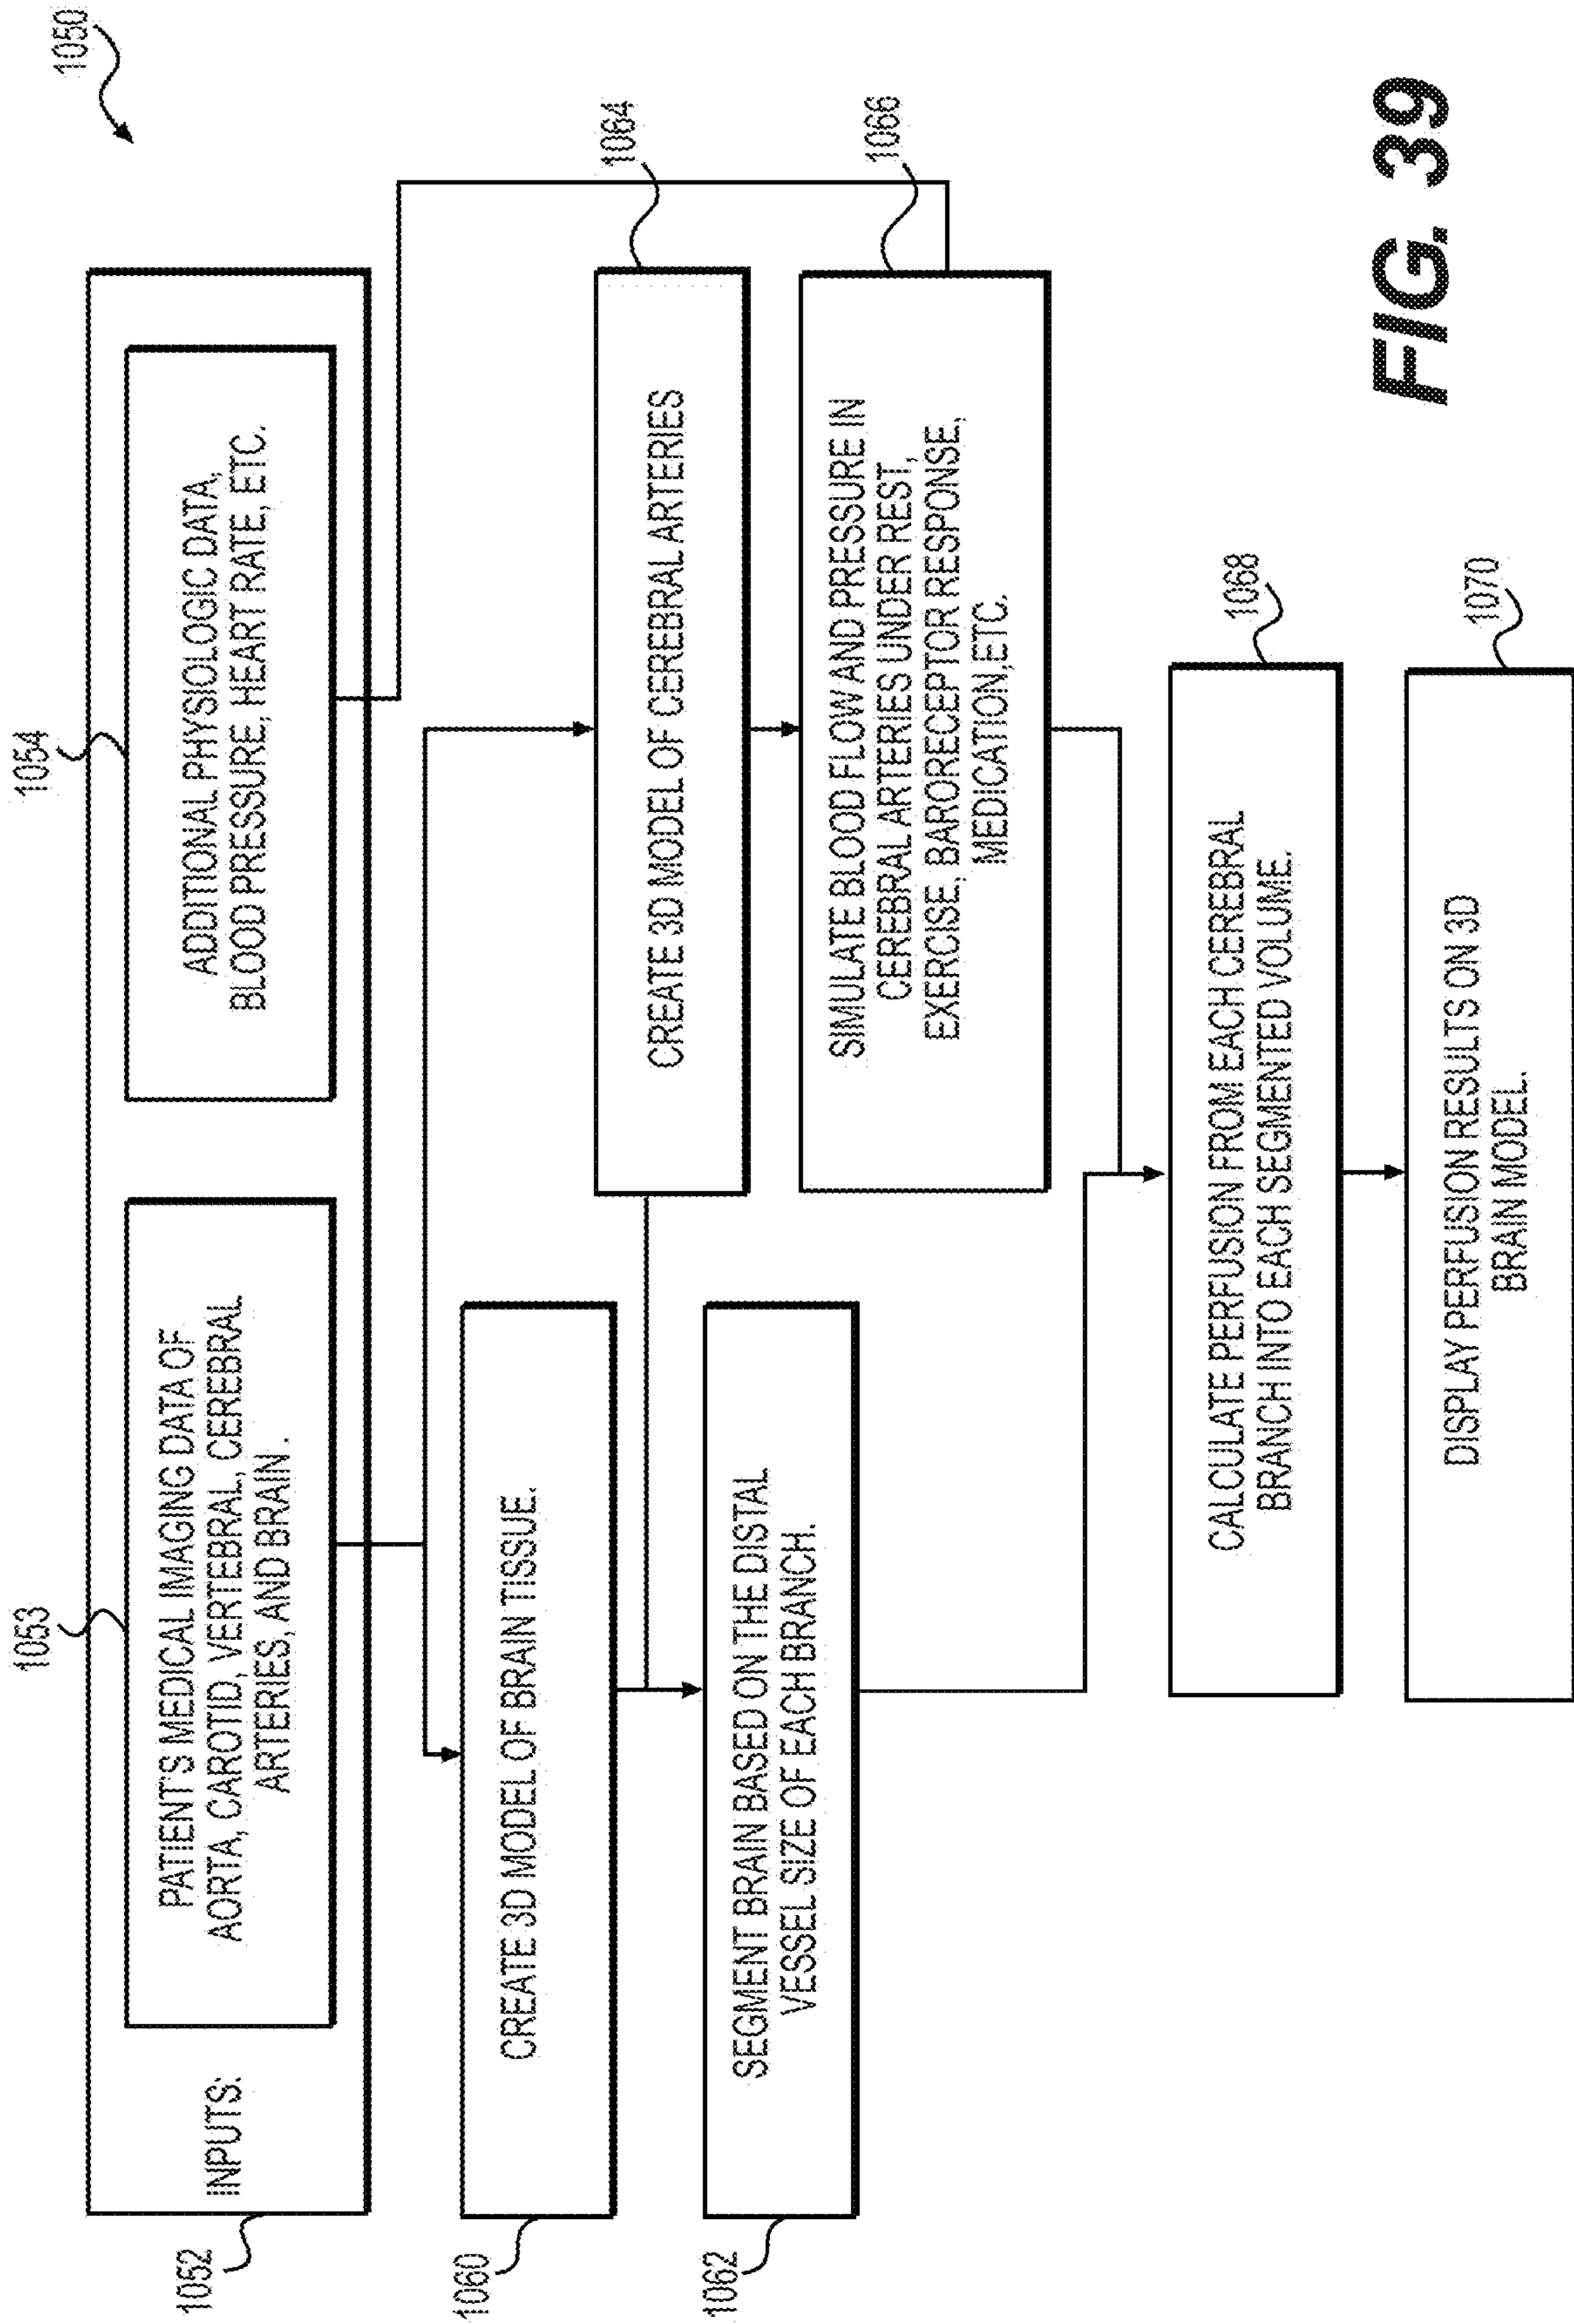 1050
1052
INPUTS:
1053
PATIENT'S MEDICAL IMAGING DATA OF
AORTA, CAROTID, VERTEBRAL, CEREBRAL
ARTERIES, AND BRAIN .
1054
ADDITIONAL PHYSIOLOGIC DATA,
BLOOD PRESSURE, HEART RATE, ETC.
1060
CREATE 3D MODEL OF BRAIN TISSUE.
1064
CREATE 3D MODEL OF CEREBRAL ARTERIES
1062
SEGMENT BRAIN BASED ON THE DISTAL
VESSEL SIZE OF EACH BRANCH.
1066
SIMULATE BLOOD FLOW AND PRESSURE IN
CEREBRAL ARTERIES UNDER REST,
EXERCISE, BARORECEPTOR RESPONSE,
MEDICATION,ETC.
1068
CALCULATE PERFUSION FROM EACH CEREBRAL
BRANCH INTO EACH SEGMENTED VOLUME.
1070
DISPLAY PERFUSION RESULTS ON 3D
BRAIN MODEL.
FIG. 39